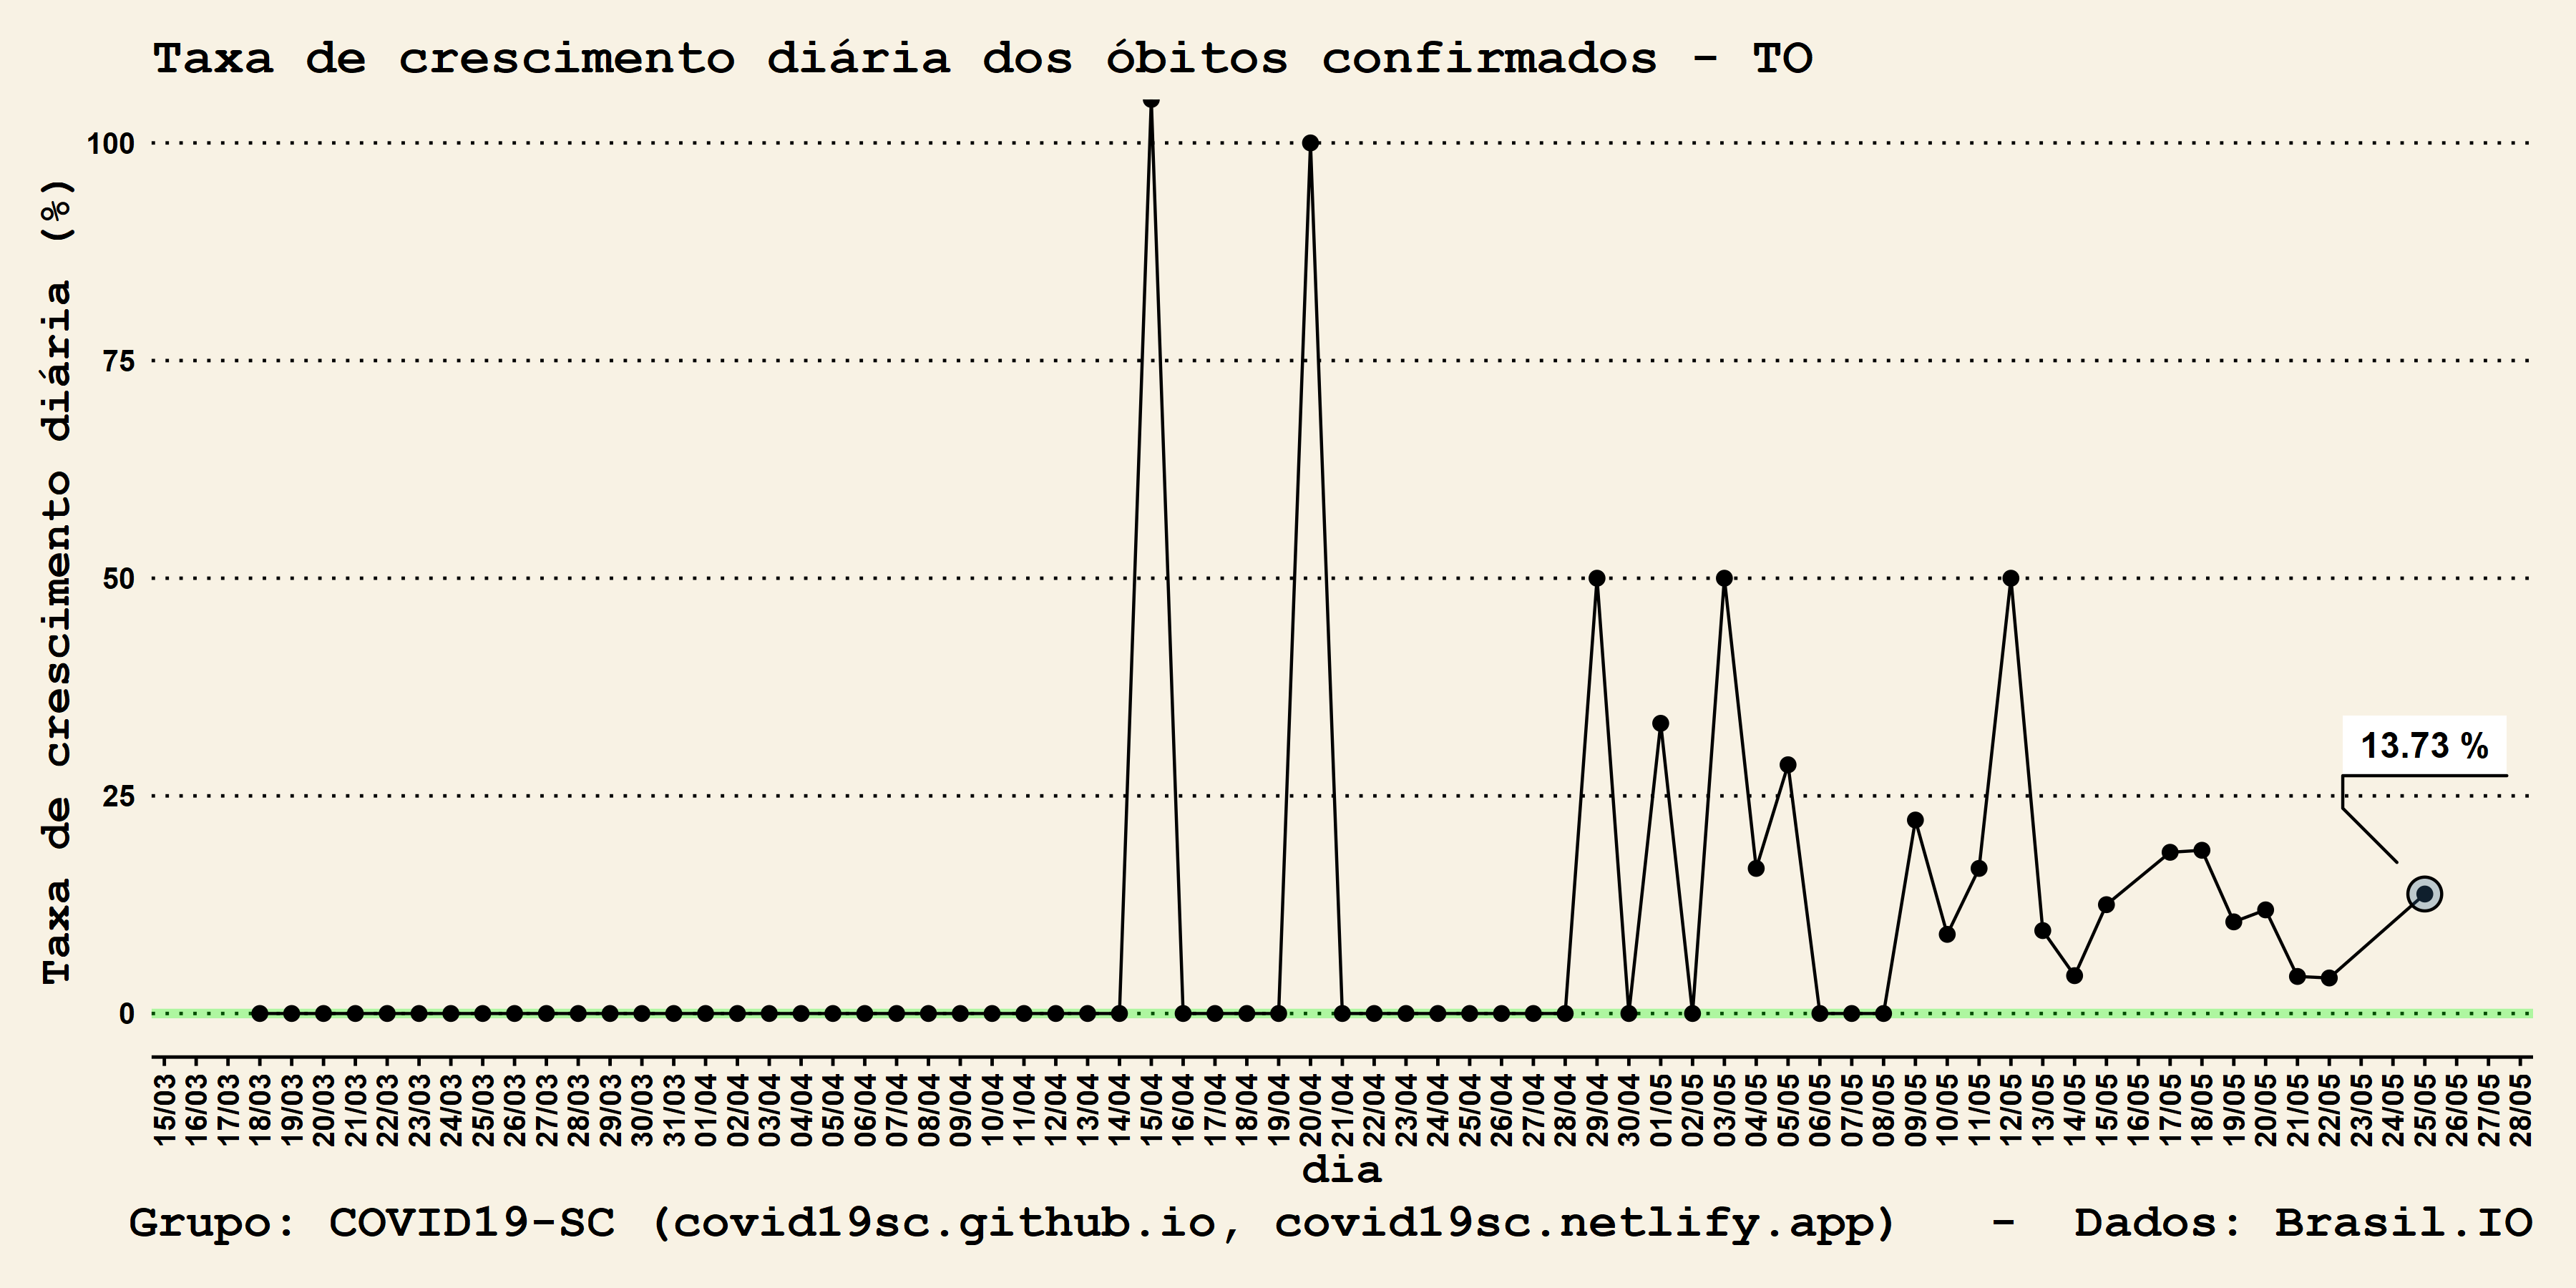 Taxa de crescimento diária dos óbitos confirmados - TO
Taxa de crescimento diária (%)
100
75
50
25
0
13.73 %
15/03 16/03 17/03 18/03 19/03 20/03 21/03 22/03 23/03 24/03 25/03 26/03 27/03 28/03 29/03 30/03 31/03 01/04 02/04 03/04 04/04 05/04 06/04 07/04 08/04 09/04 10/04 11/04 12/04 13/04 14/04 15/04 16/04 17/04 18/04 19/04 20/04 21/04 22/04 23/04 24/04 25/04 26/04 27/04 28/04 29/04 30/04 01/05 02/05 03/05 04/05 05/05 06/05 07/05 08/05 09/05 10/05 11/05 12/05 13/05 14/05 15/05 16/05 17/05 18/05 19/05 20/05 21/05 22/05 23/05 24/05 25/05 26/05 27/05 28/05
dia
Grupo: COVID19-SC (covid19sc.github.io, covid19sc.netlify.app) - Dados: Brasil.IO